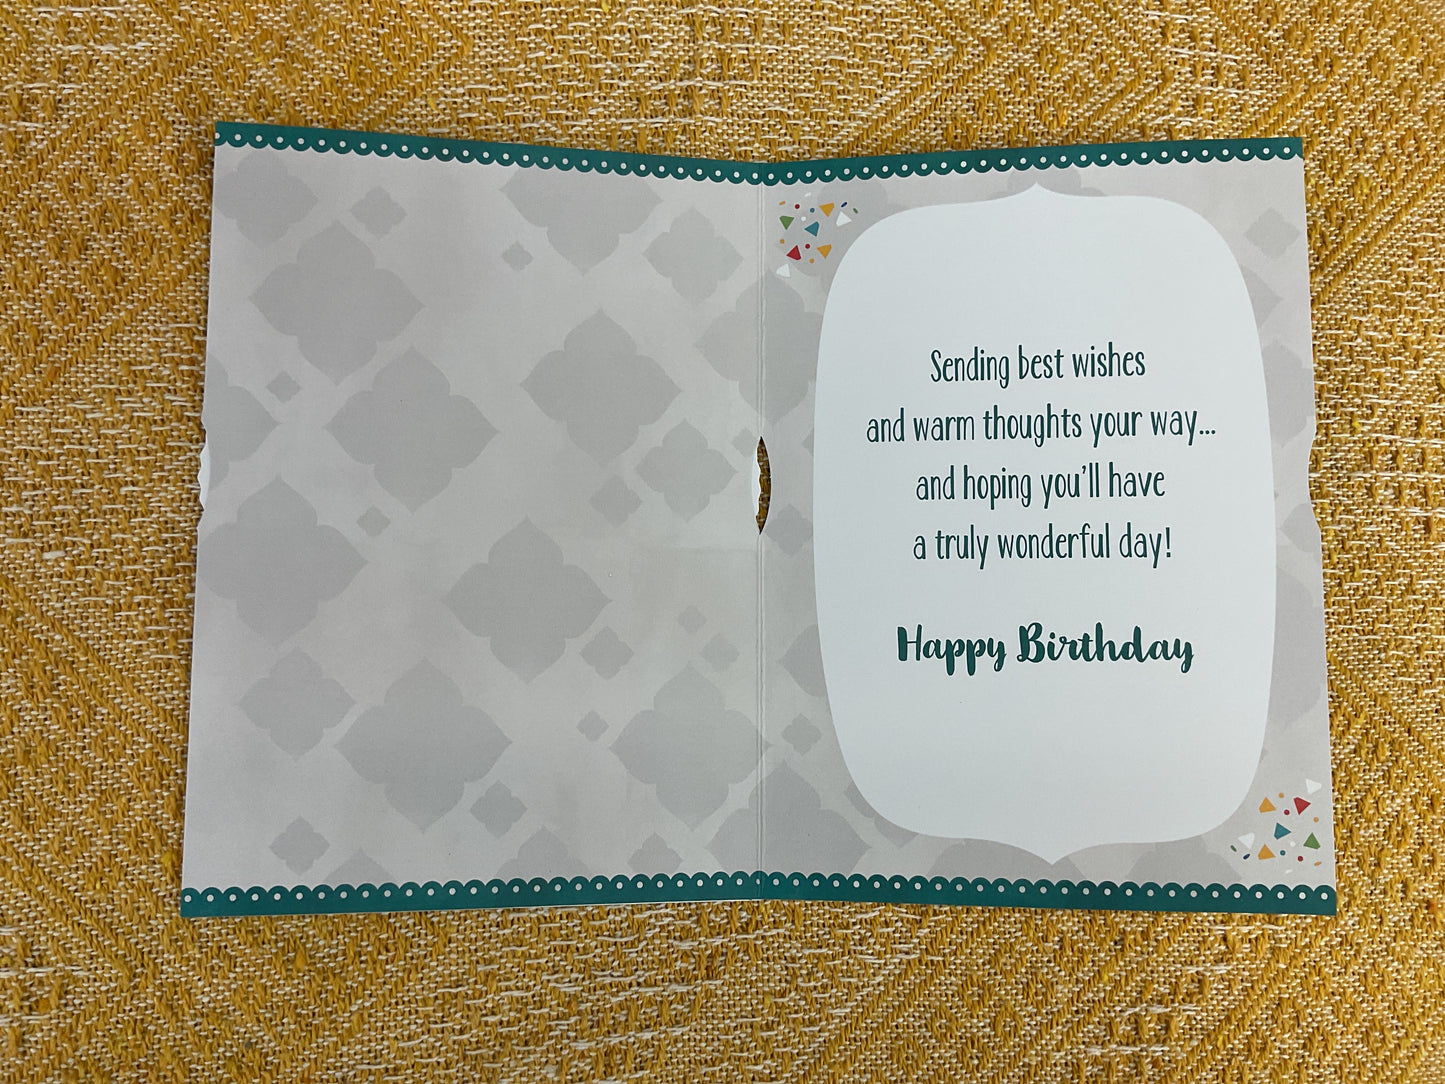 Sending best wishes
and warm thoughts your way...
and hoping you'll have
a truly wonderful day!
Happy Birthday